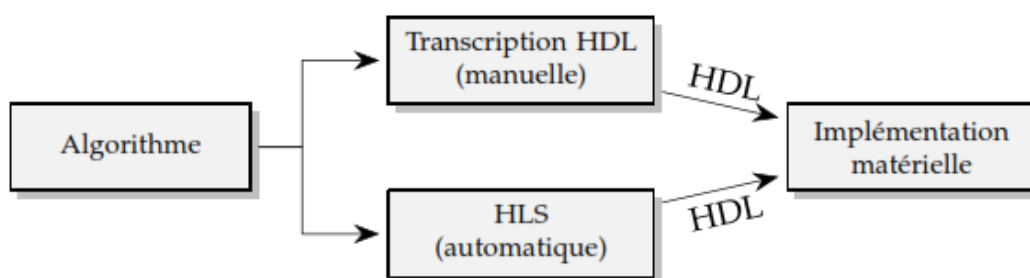 Algorithme
Transcription HDL
(manuelle)
HLS
(automatique)
HDL
HDL
Implémentation
matérielle